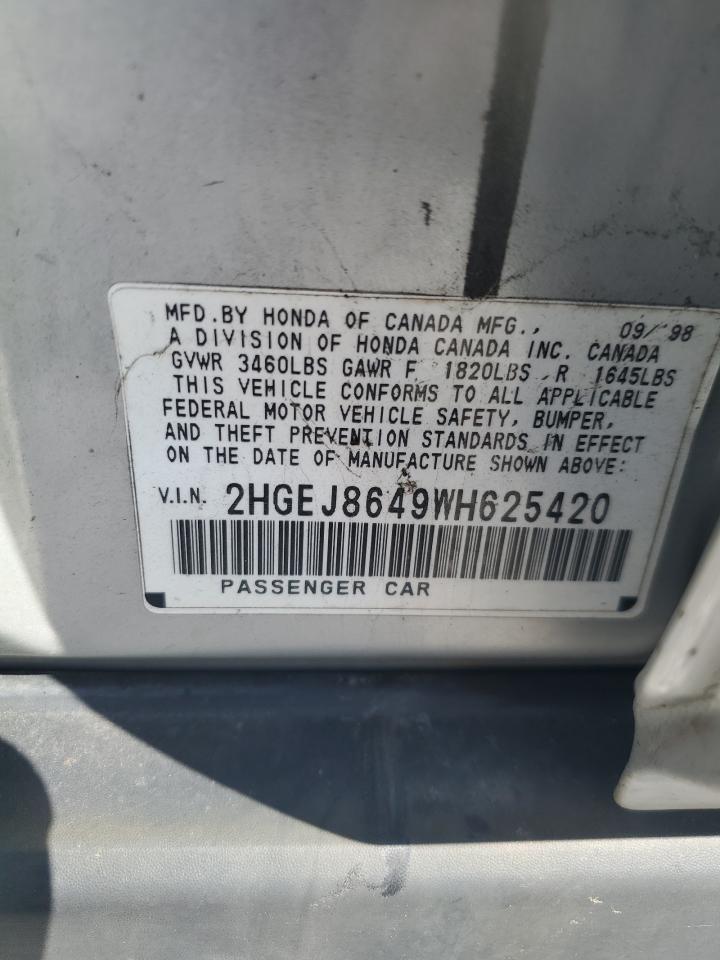 MFD.BY HONDA OF CANADA MFG., 09/'98
A DIVISION OF HONDA CANADA INC. CANADA
GVWR 3460LBS GAWR F 1820LBS R 1645LBS
THIS VEHICLE CONFORMS TO ALL APPLICABLE
FEDERAL MOTOR VEHICLE SAFETY, BUMPER,
AND THEFT PREVENTION STANDARDS IN EFFECT
ON THE DATE OF MANUFACTURE SHOWN ABOVE:
V.I.N. 2HGEJ8649WH625420
PASSENGER CAR